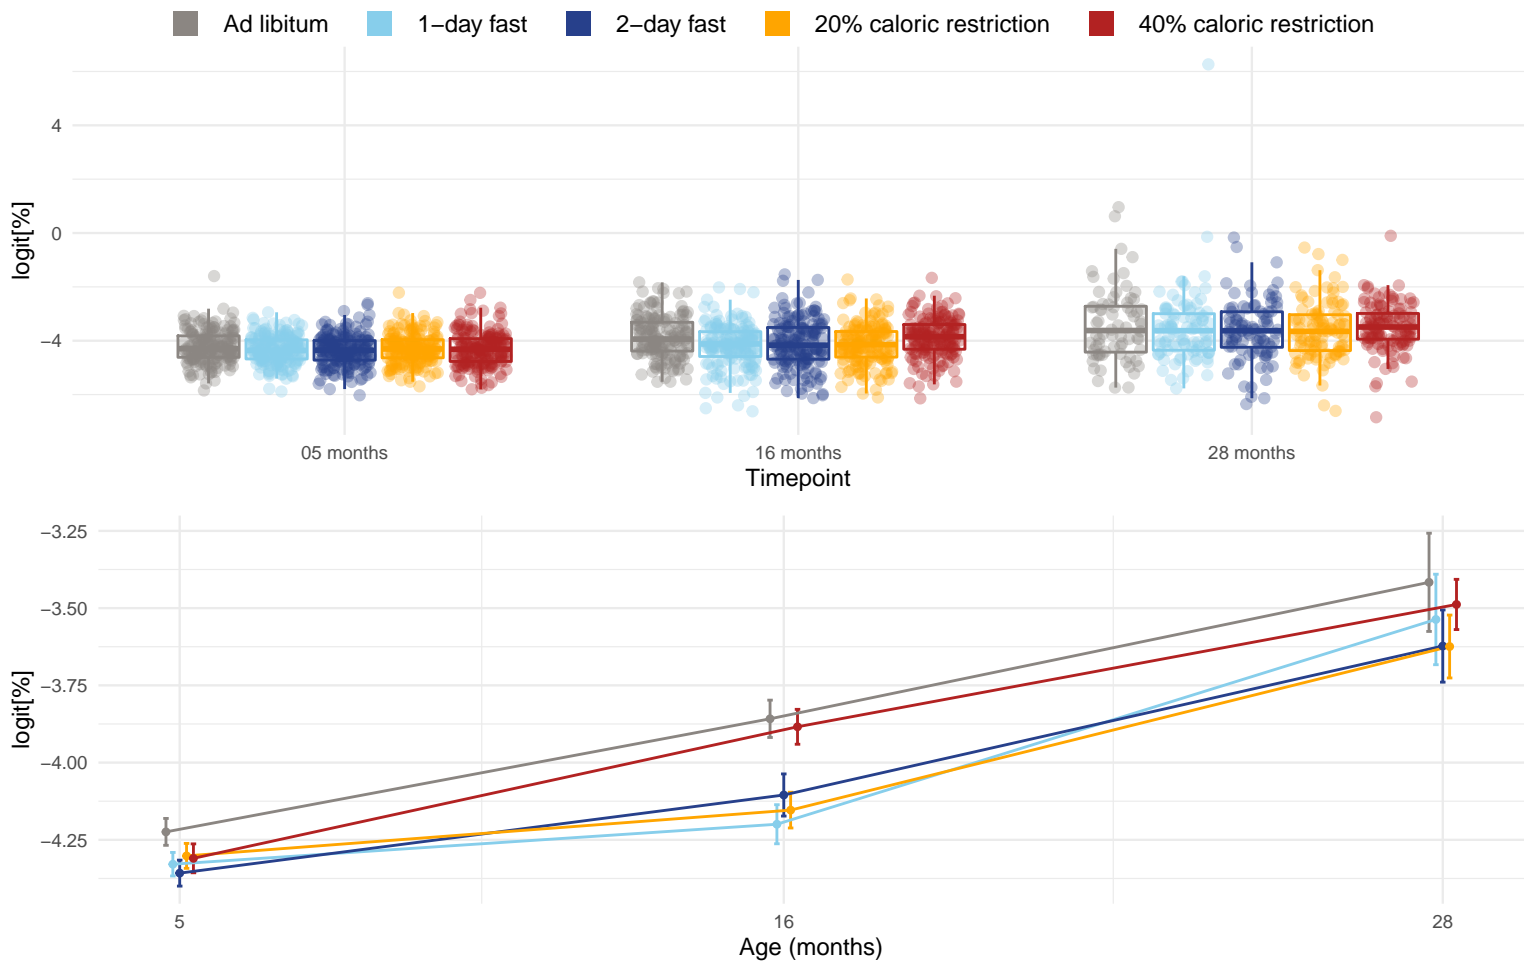 Ad libitum 1−day fast 2−day fast 20% caloric restriction 40% caloric restriction
4
0
−4
logit[%]
05 months 16 months 28 months
Timepoint
−3.25
−3.50
−3.75
−4.00
−4.25
logit[%]
5 16 28
Age (months)